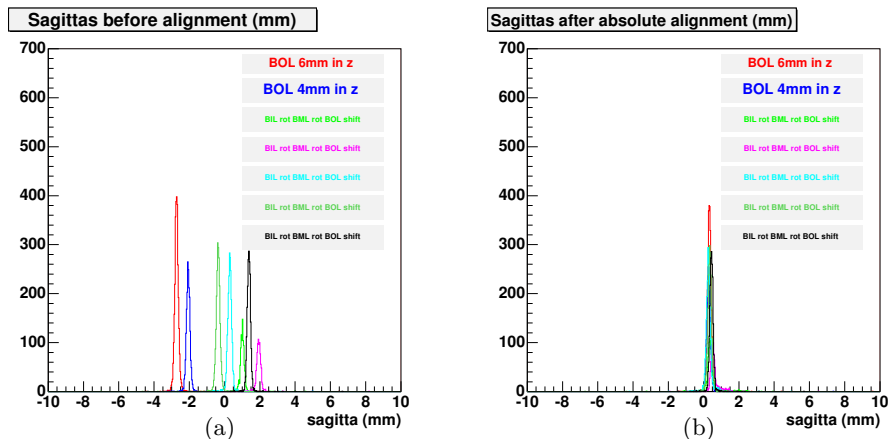 Sagittas before alignment (mm)
700
600
500
400
300
200
100
0
-10 -8 -6 -4 -2 0 2 4 6 8 10
sagitta (mm)
BOL 6mm in z
BOL 4mm in z
BIL rot BML rot BOL shift
BIL rot BML rot BOL shift
BIL rot BML rot BOL shift
BIL rot BML rot BOL shift
BIL rot BML rot BOL shift
(a)
Sagittas after absolute alignment (mm)
700
600
500
400
300
200
100
0
-10 -8 -6 -4 -2 0 2 4 6 8 10
sagitta (mm)
BOL 6mm in z
BOL 4mm in z
BIL rot BML rot BOL shift
BIL rot BML rot BOL shift
BIL rot BML rot BOL shift
BIL rot BML rot BOL shift
BIL rot BML rot BOL shift
(b)